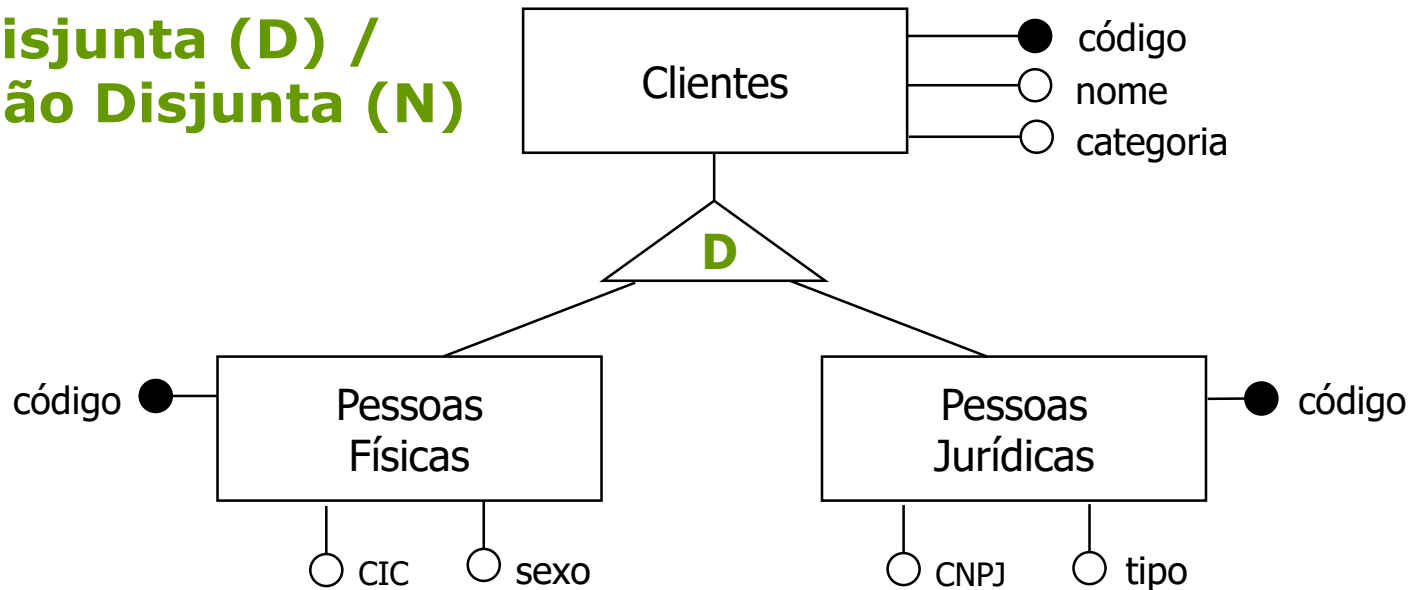 isjunta (D) /
ão Disjunta (N)
Clientes
código
nome
categoria
D
código
Pessoas
Físicas
Pessoas
Jurídicas
código
CIC
sexo
CNPJ
tipo